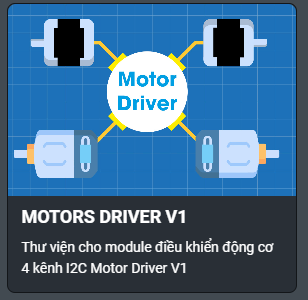 Motor
Driver
MOTORS DRIVER V1
Thư viện cho module điều khiển động cơ
4 kênh I2C Motor Driver V1